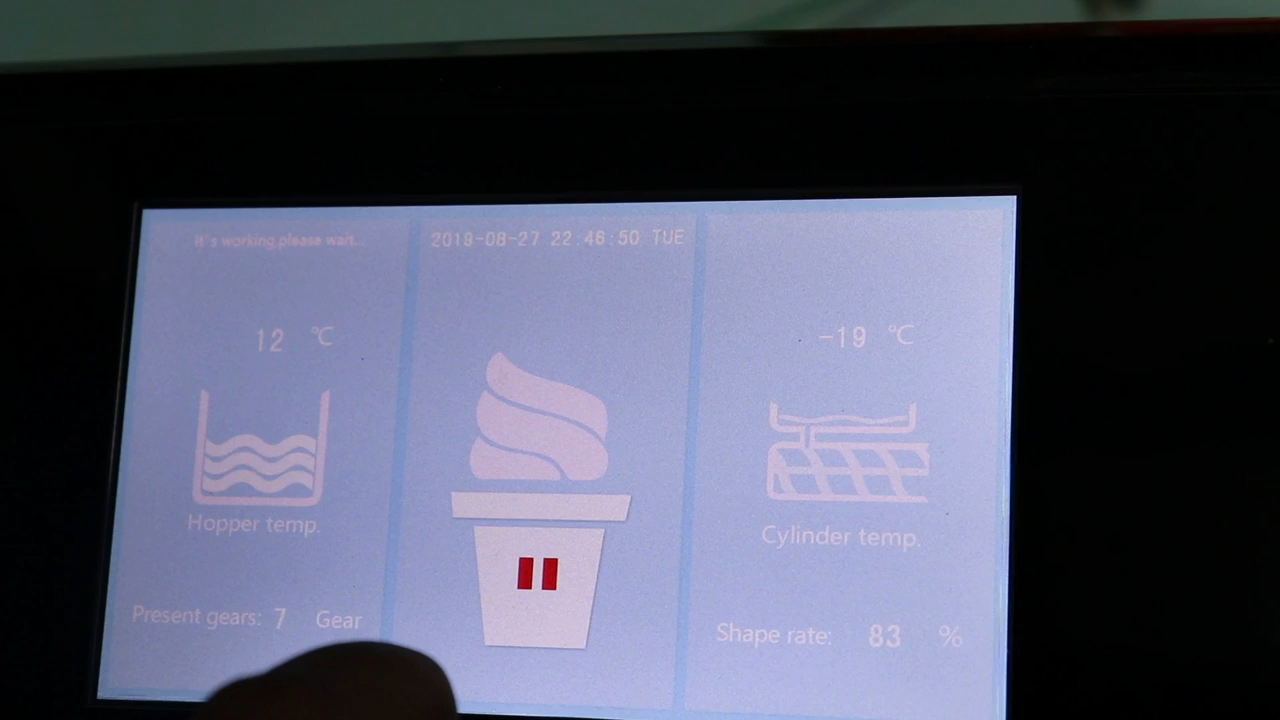 It's working,please wait...
2019-08-27 22:46:50 TUE
12 ℃
-19 ℃
Hopper temp.
Cylinder temp.
Present gears: 7 Gear
Shape rate: 83 %